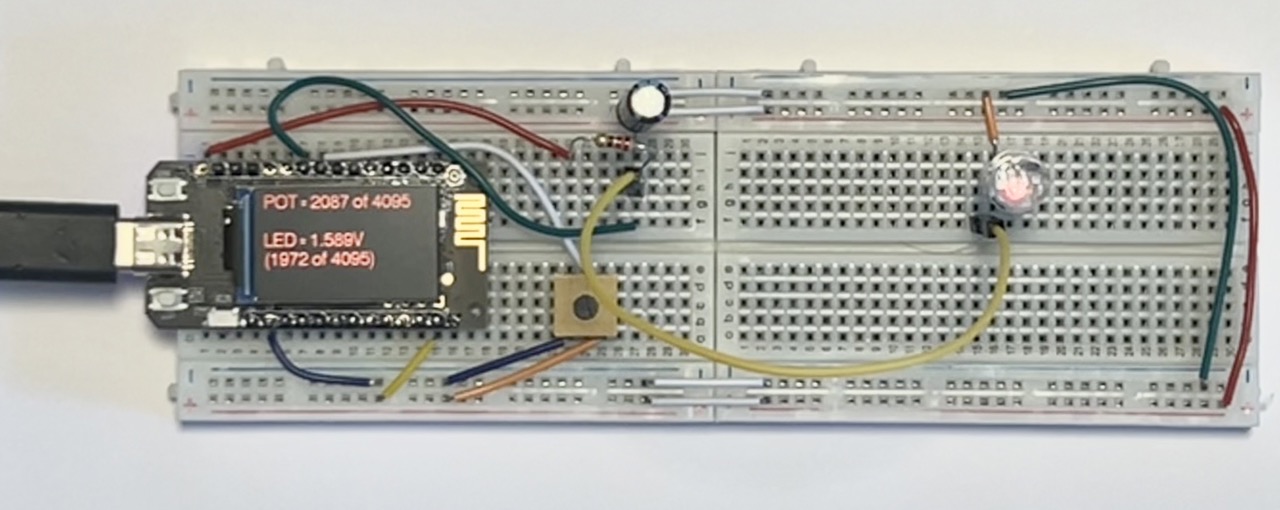 POT = 2087 of 4095
LED = 1.589V
(1972 of 4095)